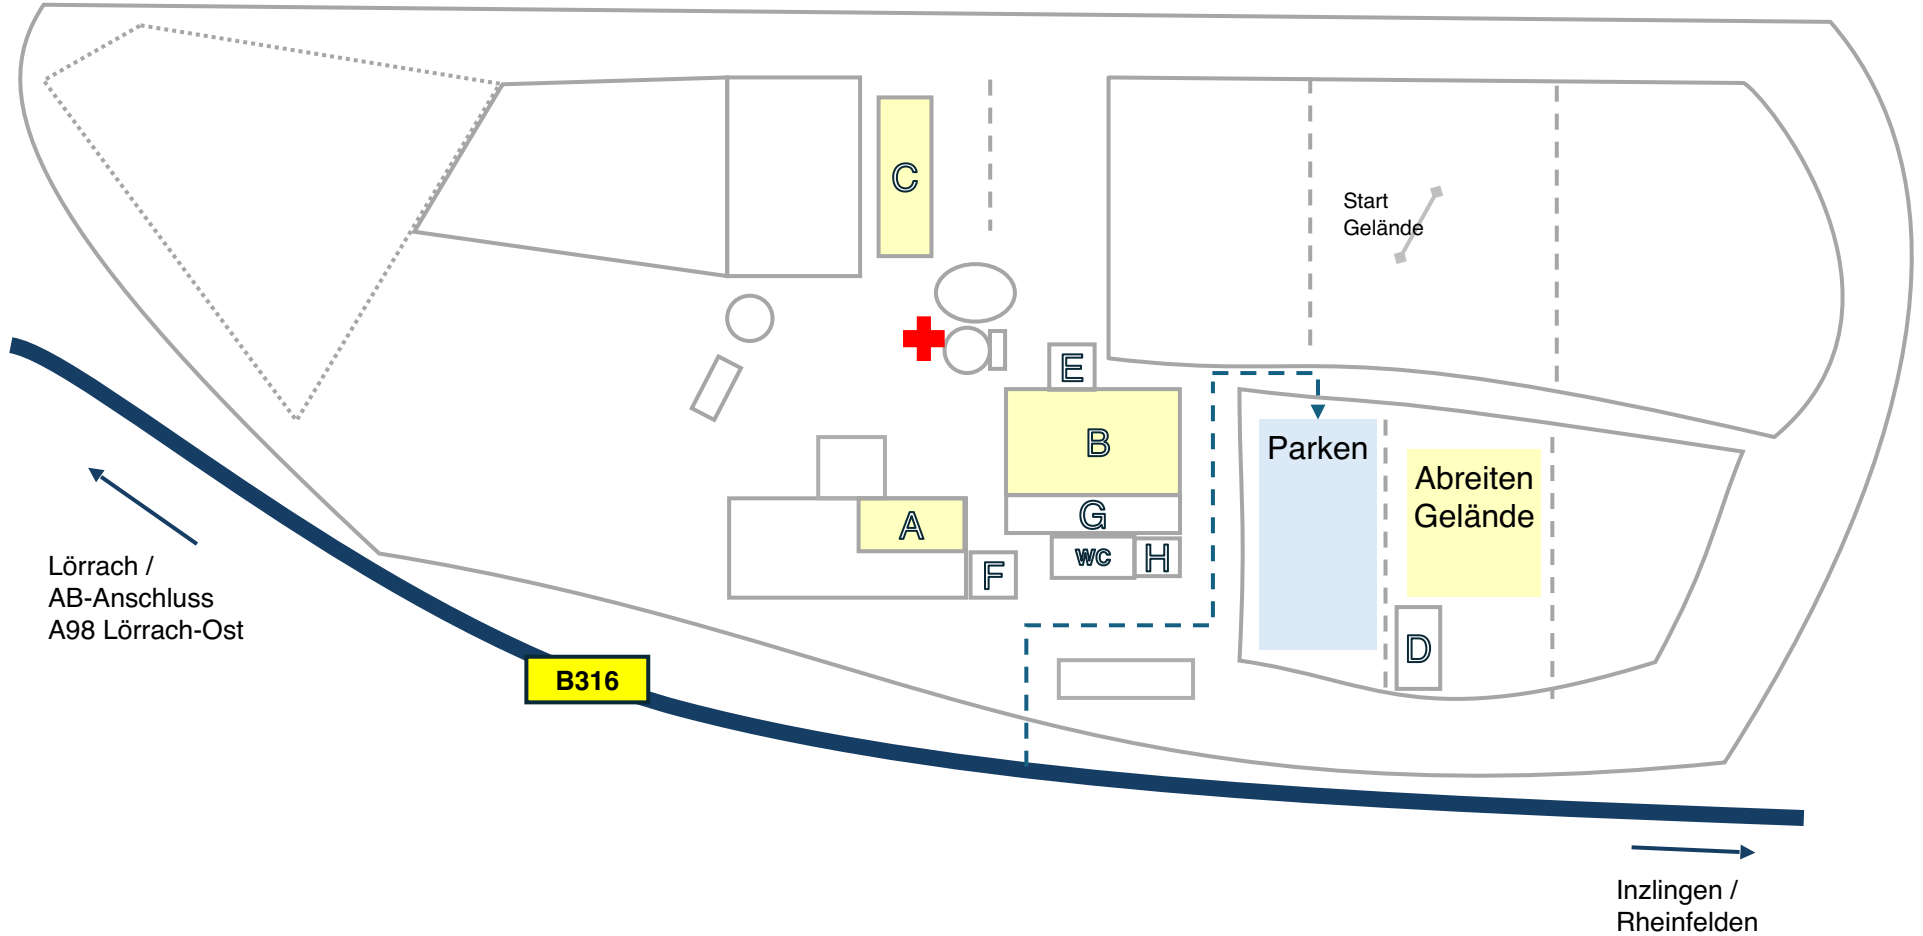 C
Start
Gelände
E
B
Parken
Abreiten
Gelände
A
G
WC
H
F
Lörrach /
AB-Anschluss
A98 Lörrach-Ost
D
B316
Inzlingen /
Rheinfelden